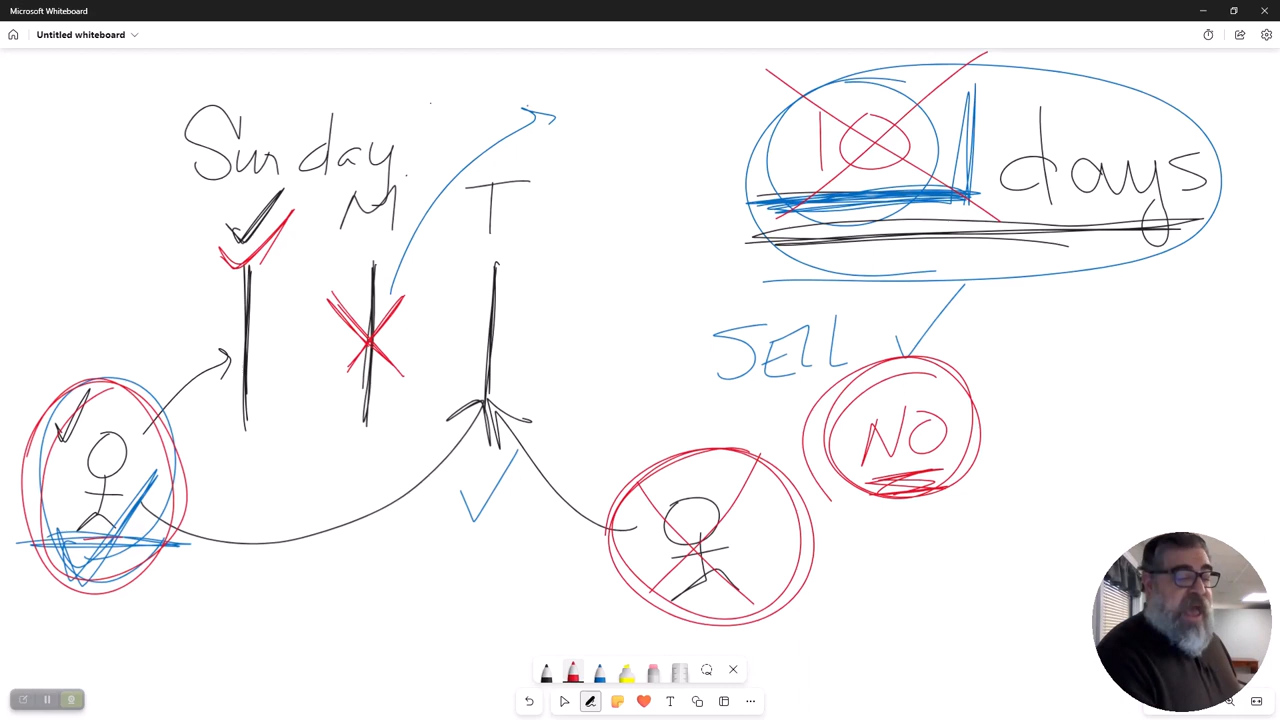 Microsoft Whiteboard
Untitled whiteboard
Sunday
M
T
10 days
SELL
NO
T